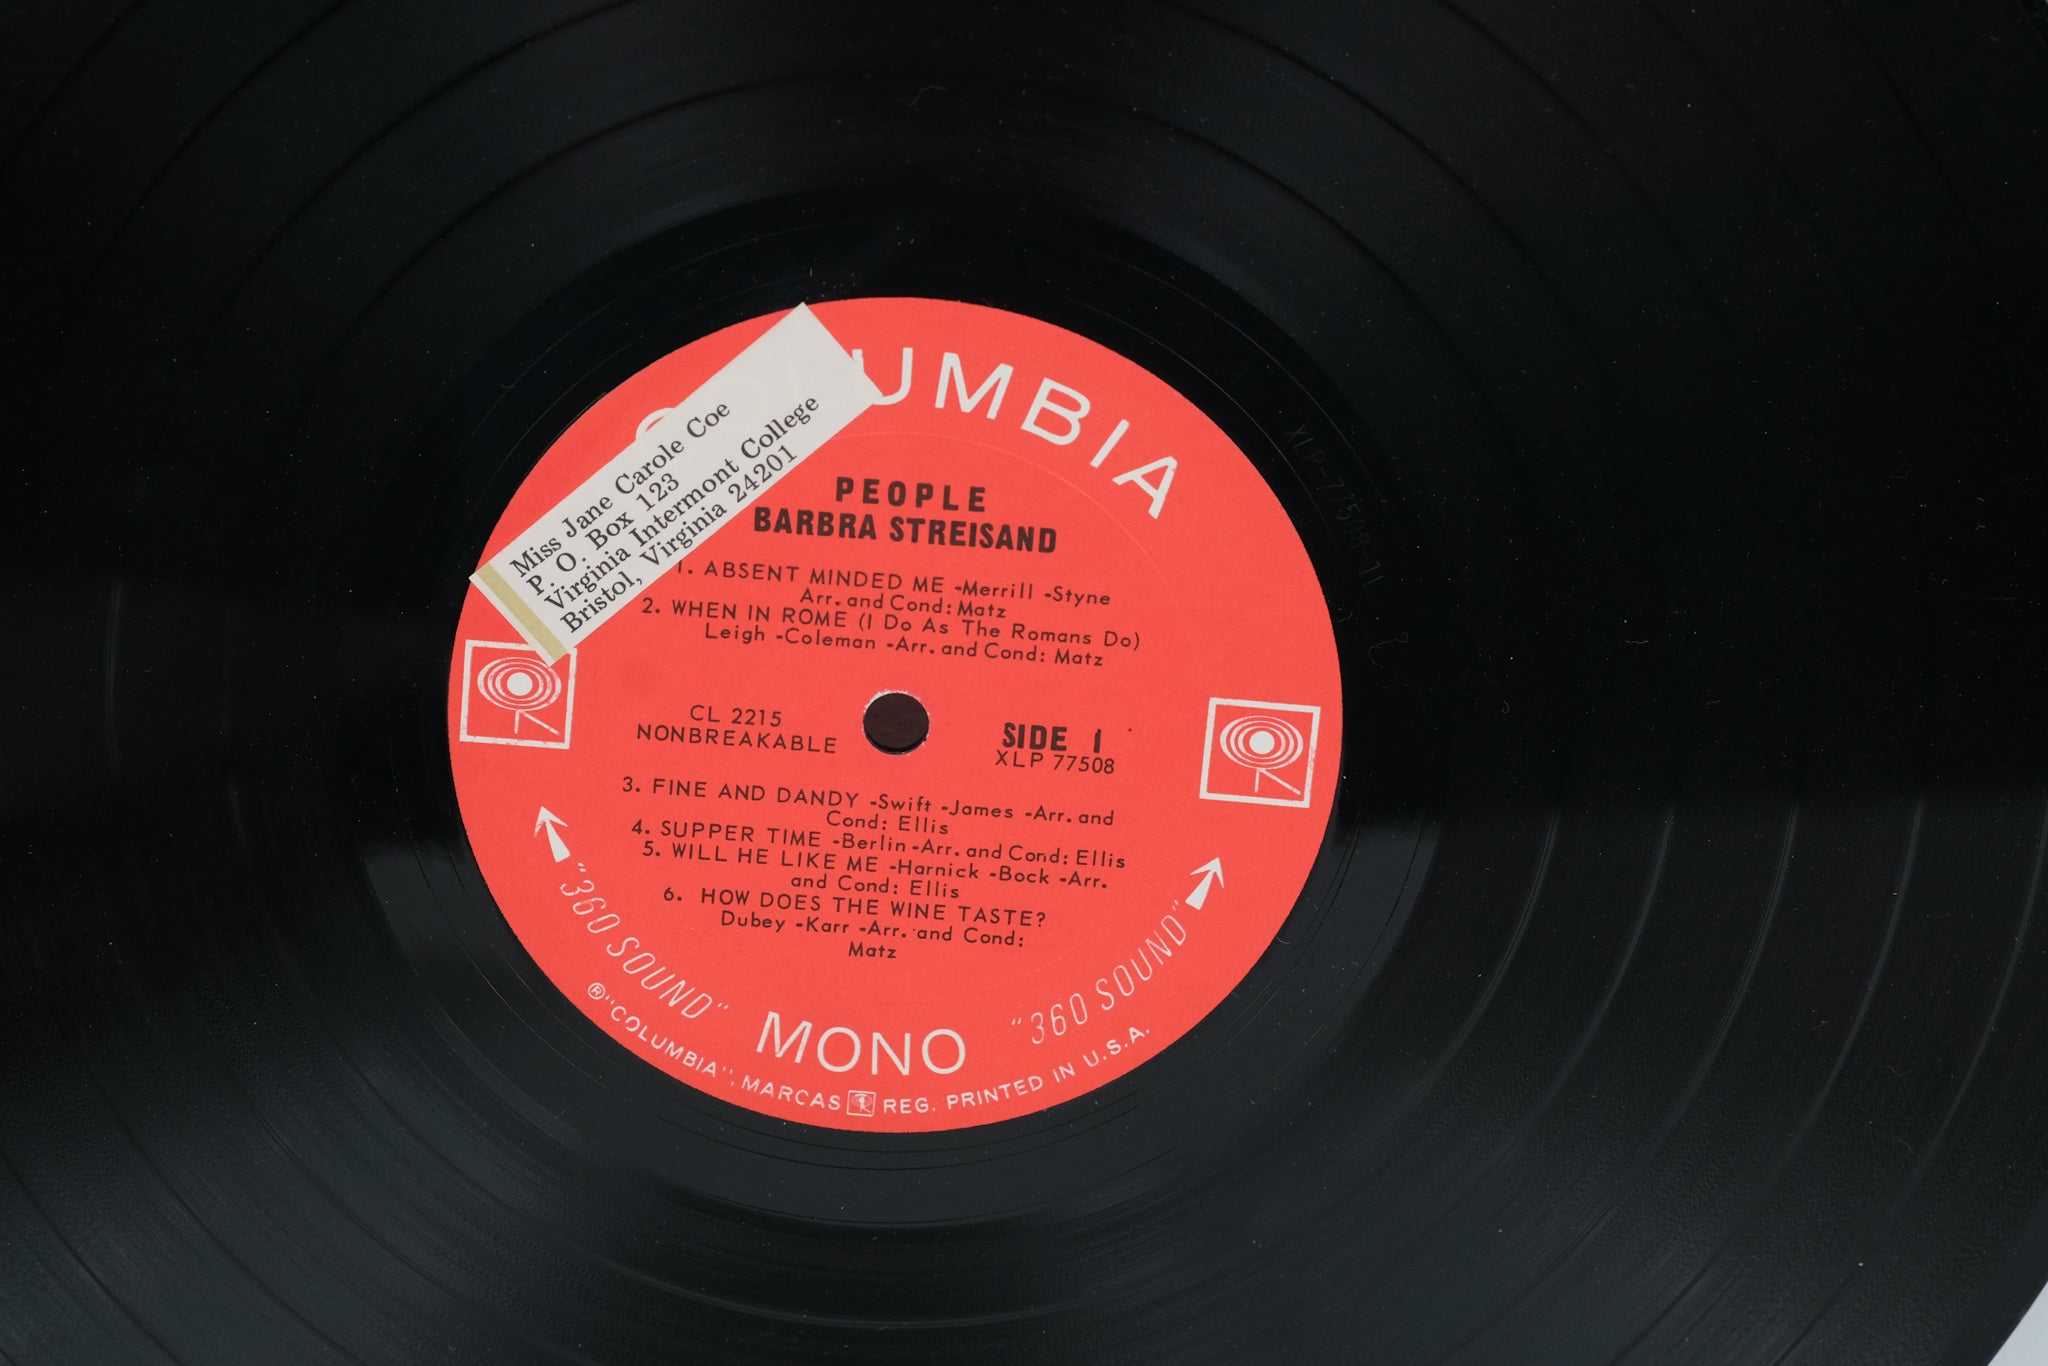 COLUMBIA
Miss Jane Carole Coe
P. O. Box 123
Virginia Intermont College
Bristol, Virginia 24201
PEOPLE
BARBRA STREISAND
1. ABSENT MINDED ME -Merrill -Styne
Arr. and Cond: Matz
2. WHEN IN ROME (I Do As The Romans Do)
Leigh -Coleman -Arr. and Cond: Matz
CL 2215
NONBREAKABLE
SIDE 1
XLP 77508
3. FINE AND DANDY -Swift -James -Arr. and
Cond: Ellis
4. SUPPER TIME -Berlin -Arr. and Cond: Ellis
5. WILL HE LIKE ME -Harnick -Bock -Arr.
and Cond: Ellis
6. HOW DOES THE WINE TASTE?
Dubey -Karr -Arr. and Cond:
Matz
"360 SOUND"
MONO
"360 SOUND"
®"COLUMBIA", MARCAS REG. PRINTED IN U.S.A.
XLP-77508-1L